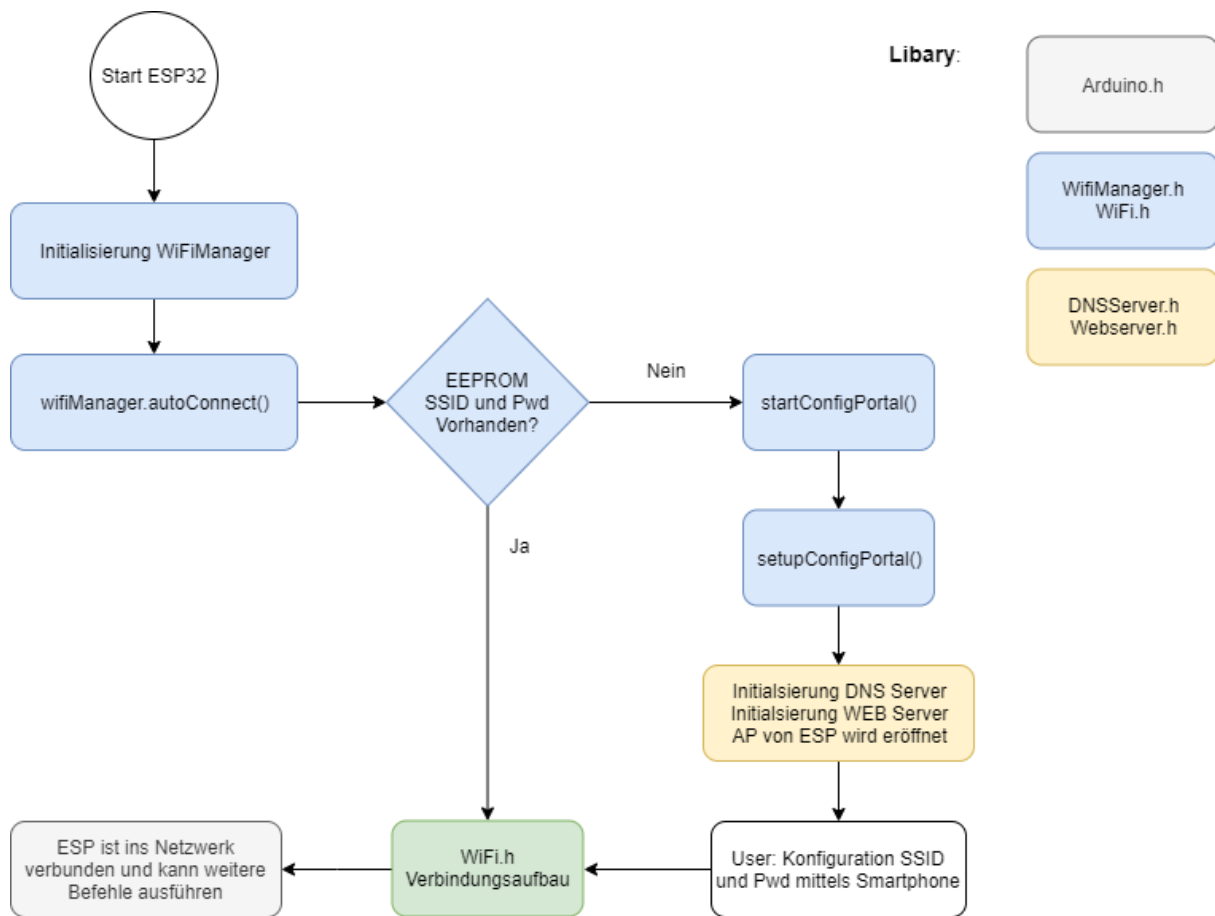 Start ESP32
Libary:
Arduino.h
WifiManager.h
WiFi.h
DNSServer.h
Webserver.h
Initialisierung WiFiManager
wifiManager.autoConnect()
EEPROM
SSID und Pwd
Vorhanden?
Nein
startConfigPortal()
Ja
setupConfigPortal()
Initialsierung DNS Server
Initialsierung WEB Server
AP von ESP wird eröffnet
User: Konfiguration SSID
und Pwd mittels Smartphone
WiFi.h
Verbindungsaufbau
ESP ist ins Netzwerk
verbunden und kann weitere
Befehle ausführen